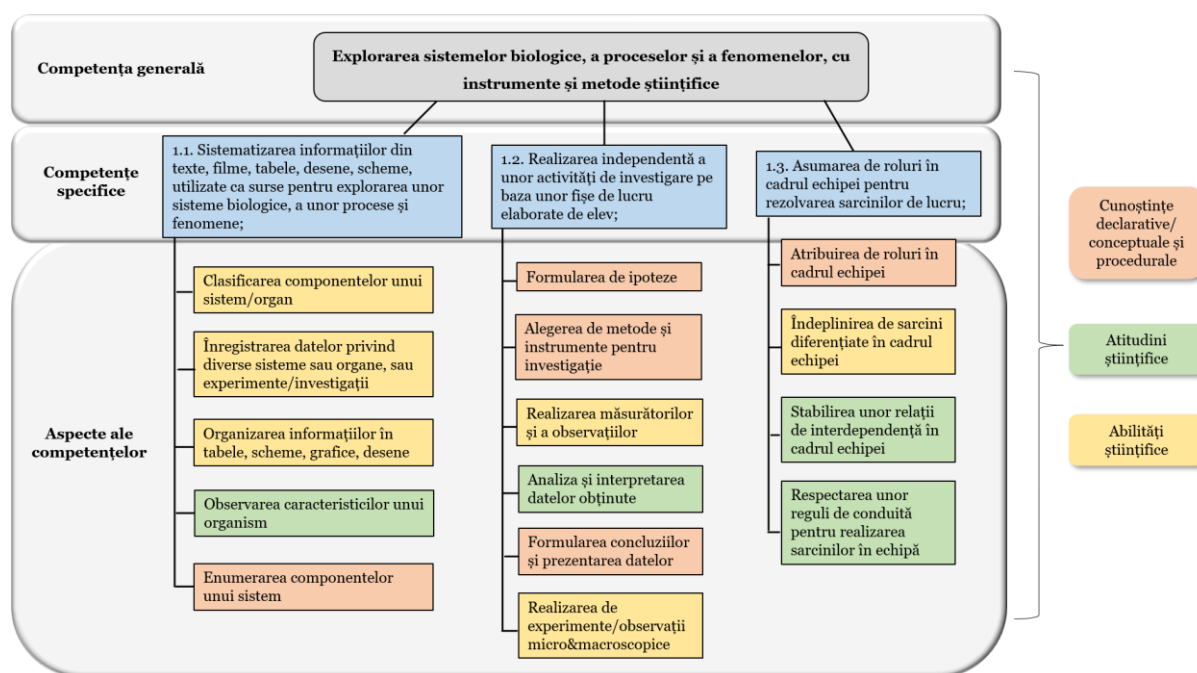 Competența generală
Explorarea sistemelor biologice, a proceselor și a fenomenelor, cu
instrumente și metode științifice
Competențe
specifice
1.1. Sistematizarea informațiilor din
texte, filme, tabele, desene, scheme,
utilizate ca surse pentru explorarea unor
sisteme biologice, a unor procese și
fenomene;
1.2. Realizarea independentă a
unor activități de investigare pe
baza unor fișe de lucru
elaborate de elev;
1.3. Asumarea de roluri în
cadrul echipei pentru
rezolvarea sarcinilor de lucru;
Aspecte ale
competențelor
Clasificarea componentelor unui
sistem/organ
Înregistrarea datelor privind
diverse sisteme sau organe, sau
experimente/investigații
Organizarea informațiilor în
tabele, scheme, grafice, desene
Observarea caracteristicilor unui
organism
Enumerarea componentelor
unui sistem
Formularea de ipoteze
Alegerea de metode și
instrumente pentru
investigație
Realizarea măsurătorilor
și a observațiilor
Analiza și interpretarea
datelor obținute
Formularea concluziilor
și prezentarea datelor
Realizarea de
experimente/observații
micro&macroscopice
Atribuirea de roluri în
cadrul echipei
Îndeplinirea de sarcini
diferențiate în cadrul
echipei
Stabilirea unor relații
de interdependență în
cadrul echipei
Respectarea unor
reguli de conduită
pentru realizarea
sarcinilor în echipă
Cunoștințe
declarative/
conceptuale și
procedurale
Atitudini
științifice
Abilități
științifice